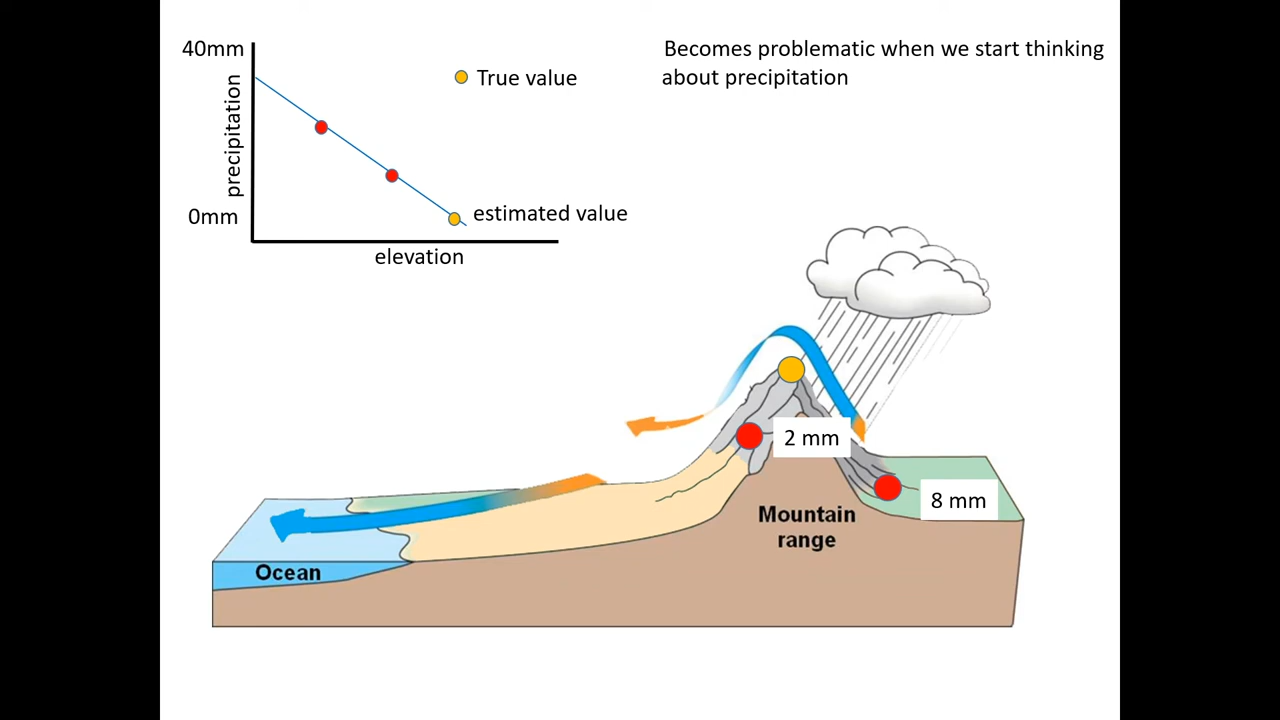 40mm
precipitation
0mm
elevation
True value
estimated value
Becomes problematic when we start thinking
about precipitation
2 mm
8 mm
Mountain
range
Ocean